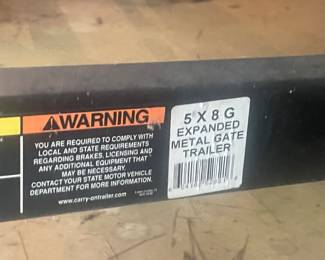 WARNING
YOU ARE REQUIRED TO COMPLY WITH
LOCAL AND STATE REQUIREMENTS
REGARDING BRAKES, LICENSING AND
ANY ADDITIONAL EQUIPMENT THAT
MAY BE NECESSARY.
CONTACT YOUR STATE MOTOR VEHICLE
DEPARTMENT FOR MORE INFORMATION.
www.carry-ontrailer.com
5 X 8 G
EXPANDED
METAL GATE
TRAILER